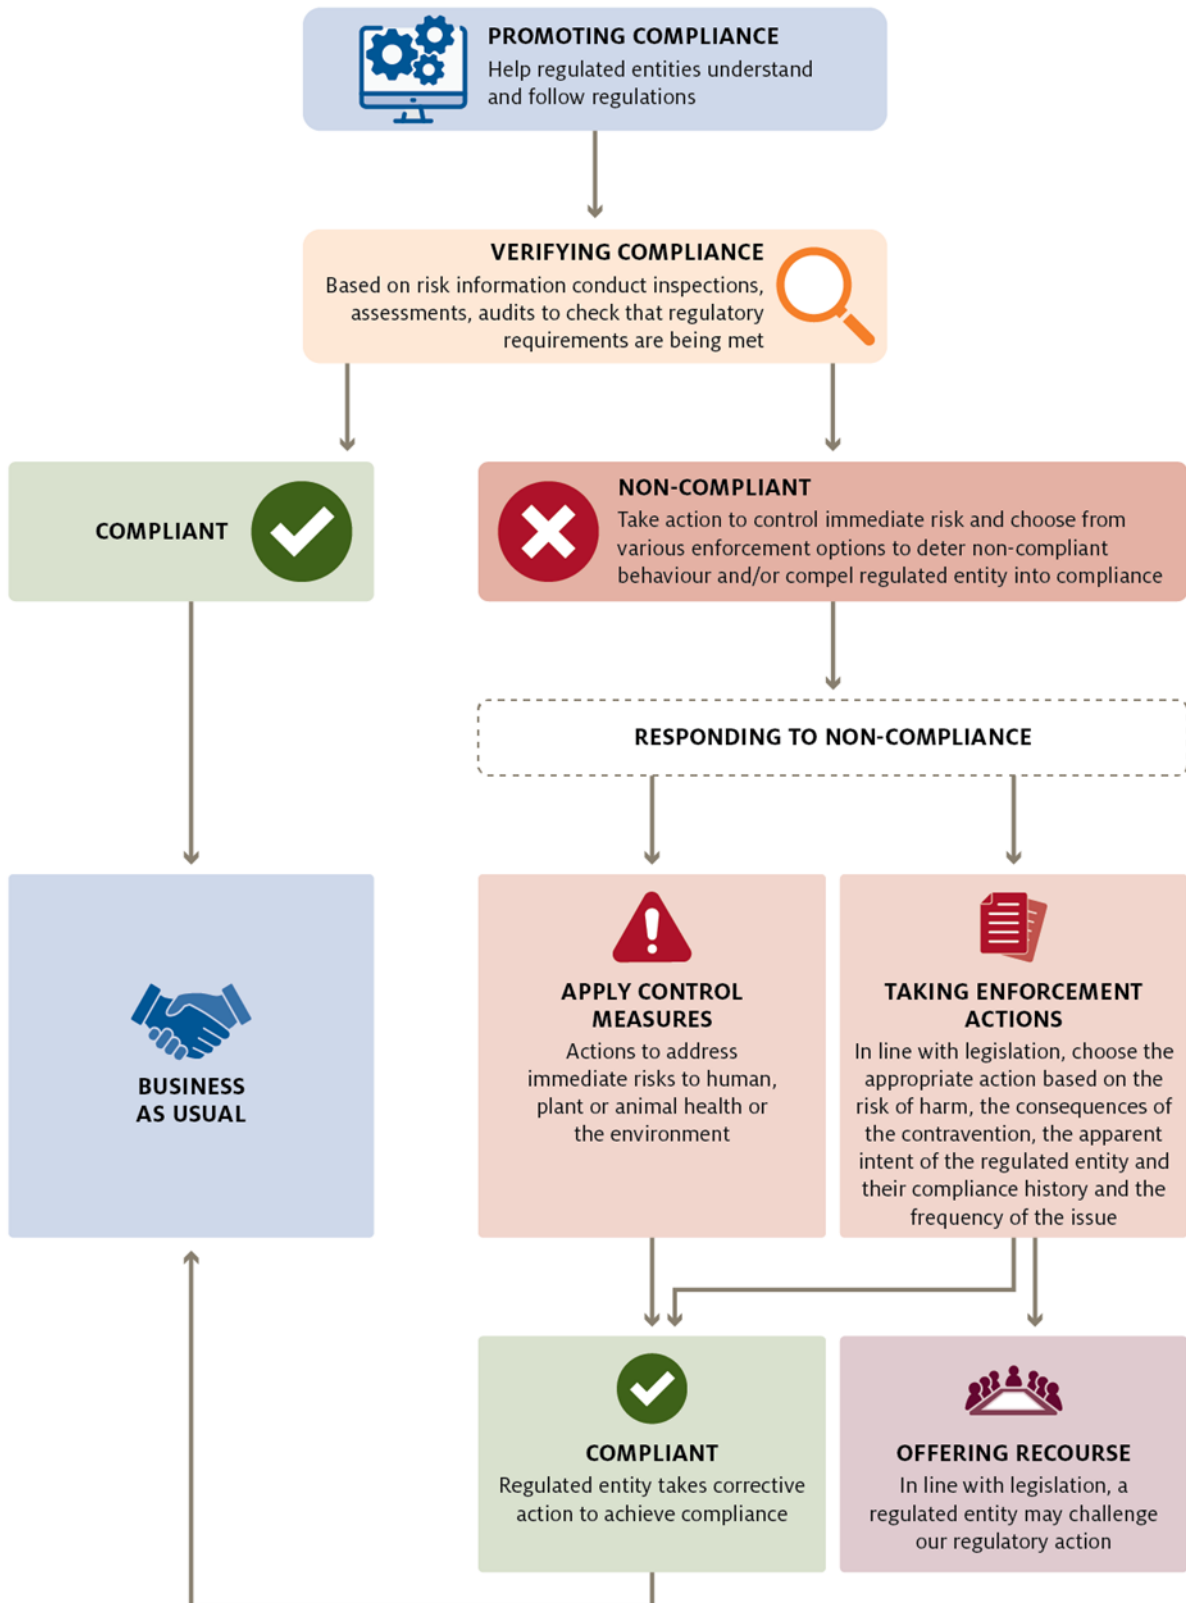 PROMOTING COMPLIANCE
Help regulated entities understand
and follow regulations
VERIFYING COMPLIANCE
Based on risk information conduct inspections,
assessments, audits to check that regulatory
requirements are being met
COMPLIANT
NON-COMPLIANT
Take action to control immediate risk and choose from
various enforcement options to deter non-compliant
behaviour and/or compel regulated entity into compliance
RESPONDING TO NON-COMPLIANCE
BUSINESS
AS USUAL
APPLY CONTROL
MEASURES
Actions to address
immediate risks to human,
plant or animal health or
the environment
TAKING ENFORCEMENT
ACTIONS
In line with legislation, choose the
appropriate action based on the
risk of harm, the consequences of
the contravention, the apparent
intent of the regulated entity and
their compliance history and the
frequency of the issue
COMPLIANT
Regulated entity takes corrective
action to achieve compliance
OFFERING RECOURSE
In line with legislation, a
regulated entity may challenge
our regulatory action